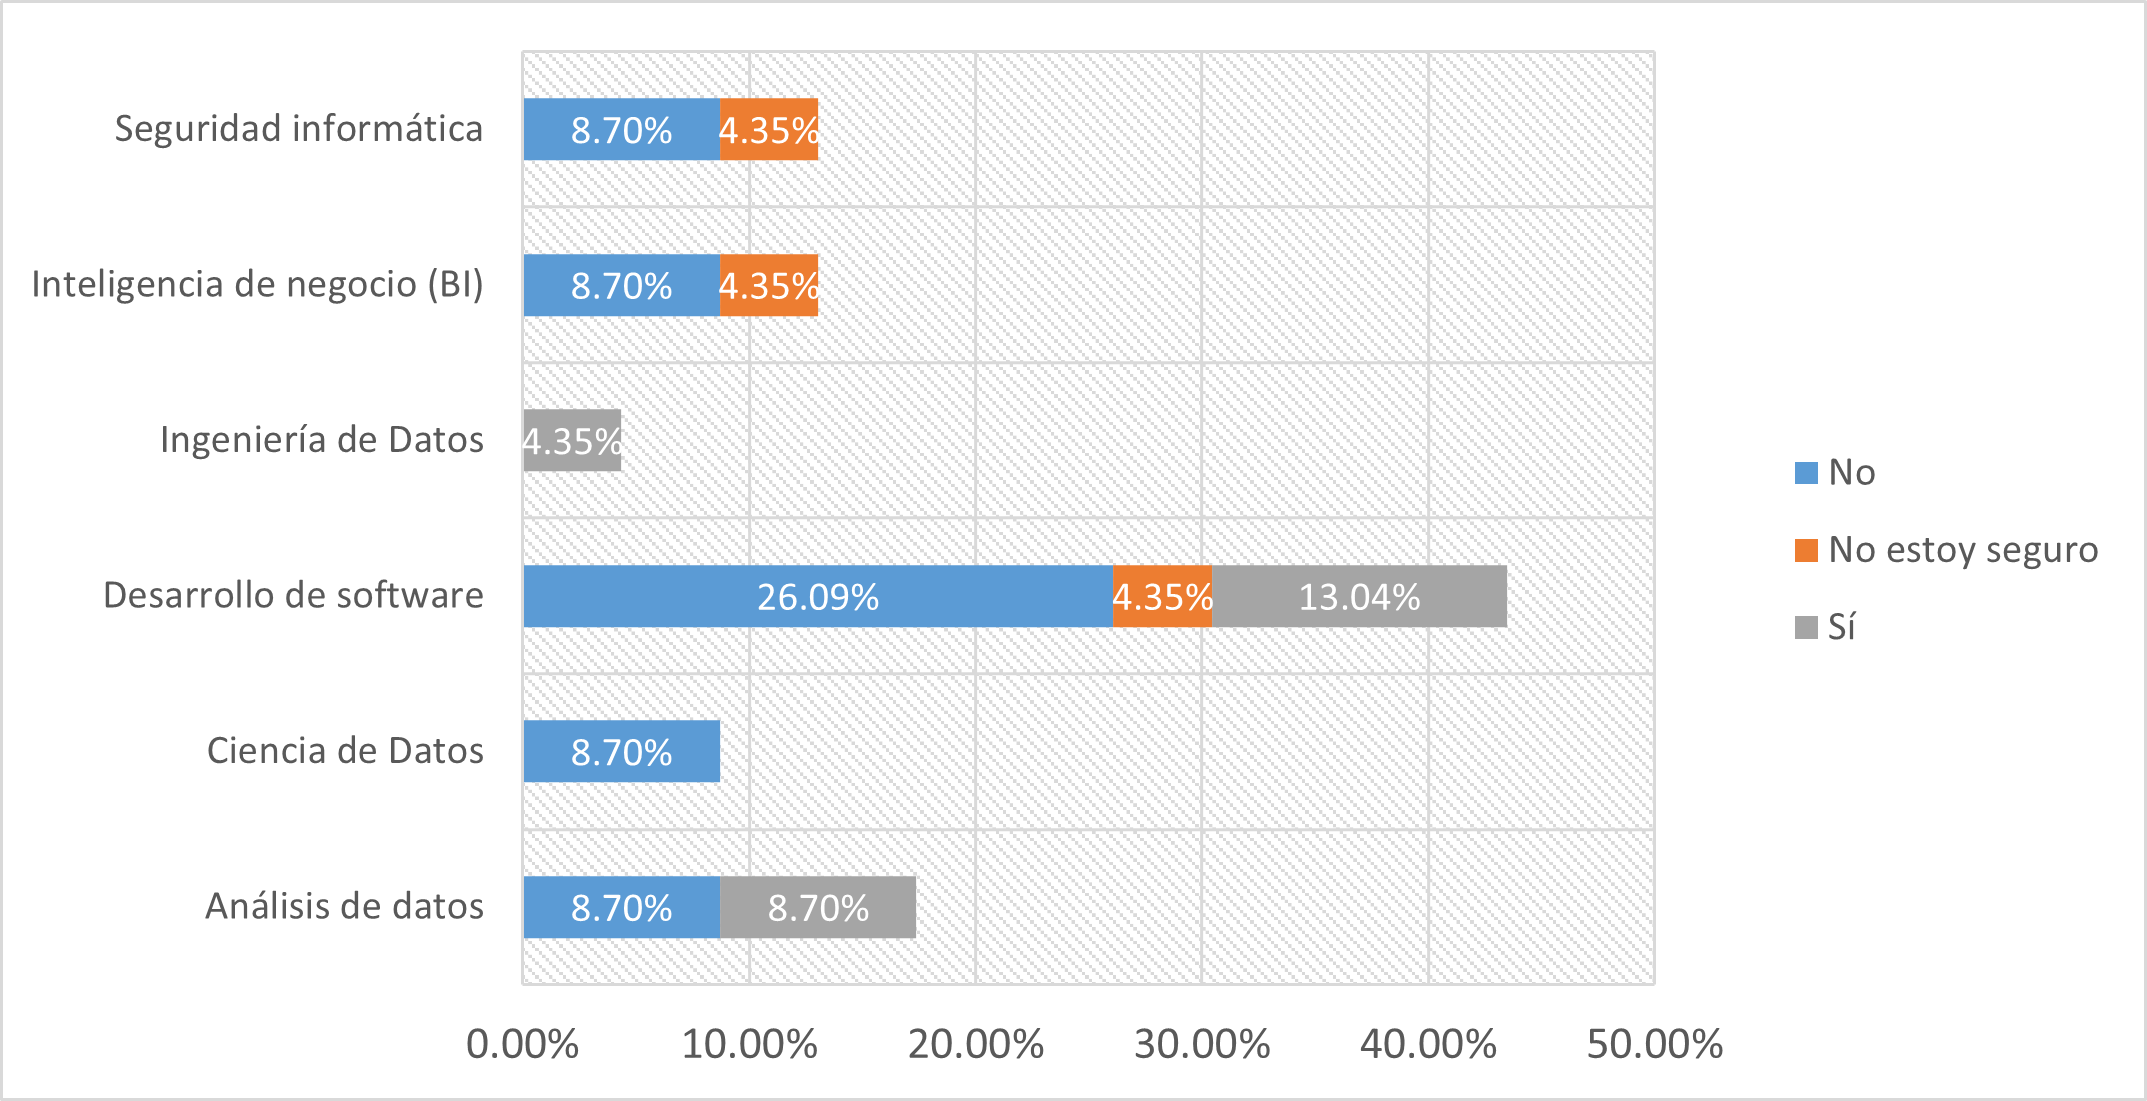 Seguridad informática
8.70% 4.35%
Inteligencia de negocio (BI)
8.70% 4.35%
Ingeniería de Datos
4.35%
Desarrollo de software
26.09% 4.35% 13.04%
Ciencia de Datos
8.70%
Análisis de datos
8.70% 8.70%
0.00% 10.00% 20.00% 30.00% 40.00% 50.00%
No
No estoy seguro
Sí